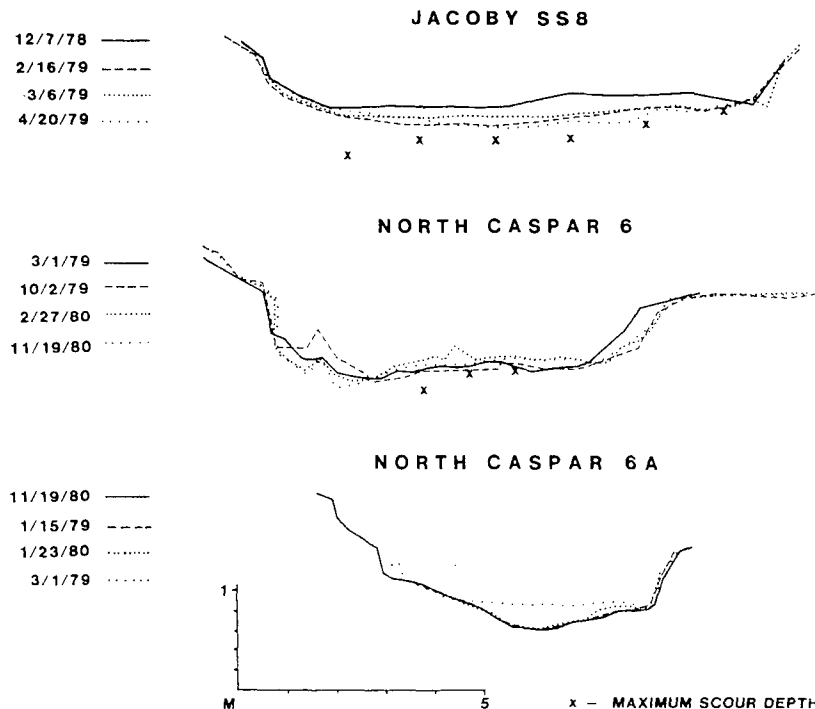 JACOBY SS8
12/7/78
2/16/79
3/6/79
4/20/79
x x x x x x
NORTH CASPAR 6
3/1/79
10/2/79
2/27/80
11/19/80
x x x
NORTH CASPAR 6A
11/19/80
1/15/79
1/23/80
3/1/79
1
M 5 x – MAXIMUM SCOUR DEPTH